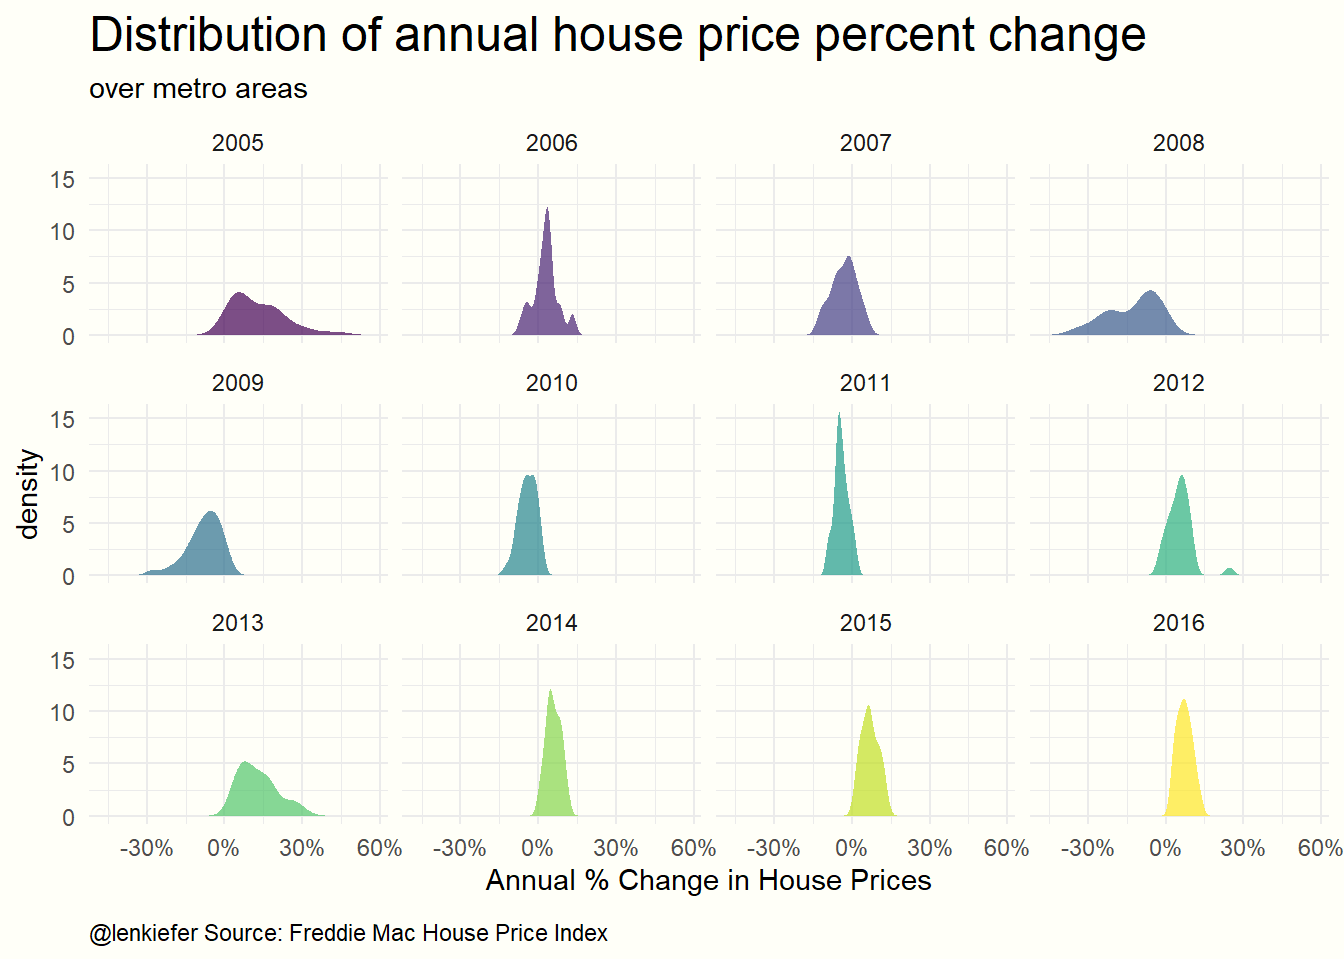 Distribution of annual house price percent change
over metro areas
2005 2006 2007 2008
15
10
5
0
2009 2010 2011 2012
15
10
5
0
density
2013 2014 2015 2016
15
10
5
0
-30% 0% 30% 60% -30% 0% 30% 60% -30% 0% 30% 60% -30% 0% 30% 60%
Annual % Change in House Prices
@lenkiefer Source: Freddie Mac House Price Index